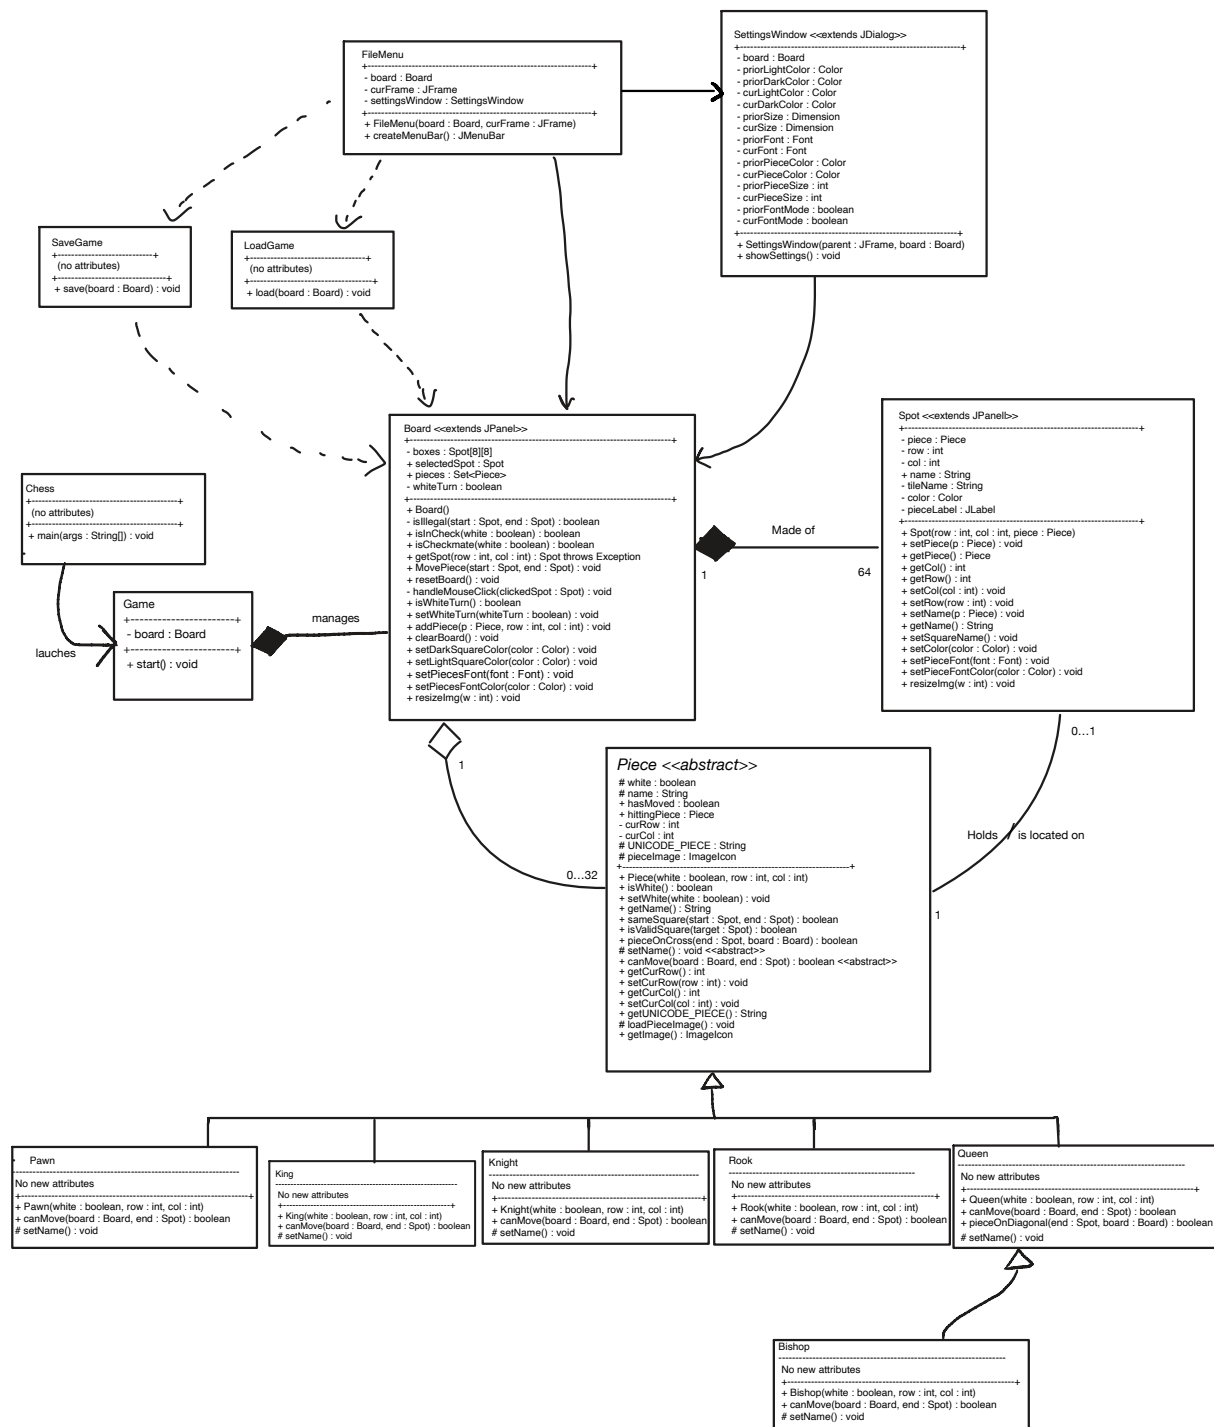 FileMenu
- board : Board
- curFrame : JFrame
- settingsWindow : SettingsWindow
+ FileMenu(board : Board, curFrame : JFrame)
+ createMenuBar() : JMenuBar
SettingsWindow <<extends JDialog>>
- board : Board
- priorLightColor : Color
- priorDarkColor : Color
- curLightColor : Color
- curDarkColor : Color
- priorSize : Dimension
- curSize : Dimension
- priorFont : Font
- curFont : Font
- priorPieceColor : Color
- curPieceColor : Color
- priorPieceSize : int
- curPieceSize : int
- priorFontMode : boolean
- curFontMode : boolean
+ SettingsWindow(parent : JFrame, board : Board)
+ showSettings() : void
SaveGame
(no attributes)
+ save(board : Board) : void
LoadGame
(no attributes)
+ load(board : Board) : void
Board <<extends JPanel>>
- boxes : Spot[8][8]
+ selectedSpot : Spot
+ pieces : Set<Piece>
- whiteTurn : boolean
+ Board()
- isIllegal(start : Spot, end : Spot) : boolean
+ isInCheck(white : boolean) : boolean
+ isCheckmate(white : boolean) : boolean
+ getSpot(row : int, col : int) : Spot throws Exception
+ MovePiece(start : Spot, end : Spot) : void
+ resetBoard() : void
- handleMouseClick(clickedSpot : Spot) : void
+ isWhiteTurn() : boolean
+ setWhiteTurn(whiteTurn : boolean) : void
+ addPiece(p : Piece, row : int, col : int) : void
+ clearBoard() : void
+ setDarkSquareColor(color : Color) : void
+ setLightSquareColor(color : Color) : void
+ setPiecesFont(font : Font) : void
+ setPiecesFontColor(color : Color) : void
+ resizeImg(w : int) : void
Spot <<extends JPanell>>
- piece : Piece
- row : int
- col : int
+ name : String
- tileName : String
- color : Color
- pieceLabel : JLabel
+ Spot(row : int, col : int, piece : Piece)
+ setPiece(p : Piece) : void
+ getPiece() : Piece
+ getCol() : int
+ getRow() : int
+ setCol(col : int) : void
+ setRow(row : int) : void
+ setName(p : Piece) : void
+ getName() : String
+ setSquareName() : void
+ setColor(color : Color) : void
+ setPieceFont(font : Font) : void
+ setPieceFontColor(color : Color) : void
+ resizeImg(w : int) : void
Made of
1
64
Chess
(no attributes)
+ main(args : String[]) : void
lauches
Game
- board : Board
+ start() : void
manages
1
0...32
0...1
Holds / is located on
1
Piece <<abstract>>
# white : boolean
# name : String
+ hasMoved : boolean
+ hittingPiece : Piece
- curRow : int
- curCol : int
# UNICODE_PIECE : String
# pieceImage : ImageIcon
+ Piece(white : boolean, row : int, col : int)
+ isWhite() : boolean
+ setWhite(white : boolean) : void
+ getName() : String
+ sameSquare(start : Spot, end : Spot) : boolean
+ isValidSquare(target : Spot) : boolean
+ pieceOnCross(end : Spot, board : Board) : boolean
# setName() : void <<abstract>>
+ canMove(board : Board, end : Spot) : boolean <<abstract>>
+ getCurRow() : int
+ setCurRow(row : int) : void
+ getCurCol() : int
+ setCurCol(col : int) : void
+ getUNICODE_PIECE() : String
# loadPieceImage() : void
+ getImage() : ImageIcon
Pawn
No new attributes
+ Pawn(white : boolean, row : int, col : int)
+ canMove(board : Board, end : Spot) : boolean
# setName() : void
King
No new attributes
+ King(white : boolean, row : int, col : int)
+ canMove(board : Board, end : Spot) : boolean
# setName() : void
Knight
No new attributes
+ Knight(white : boolean, row : int, col : int)
+ canMove(board : Board, end : Spot) : boolean
# setName() : void
Rook
No new attributes
+ Rook(white : boolean, row : int, col : int)
+ canMove(board : Board, end : Spot) : boolean
# setName() : void
Queen
No new attributes
+ Queen(white : boolean, row : int, col : int)
+ canMove(board : Board, end : Spot) : boolean
+ pieceOnDiagonal(end : Spot, board : Board) : boolean
# setName() : void
Bishop
No new attributes
+ Bishop(white : boolean, row : int, col : int)
+ canMove(board : Board, end : Spot) : boolean
# setName() : void